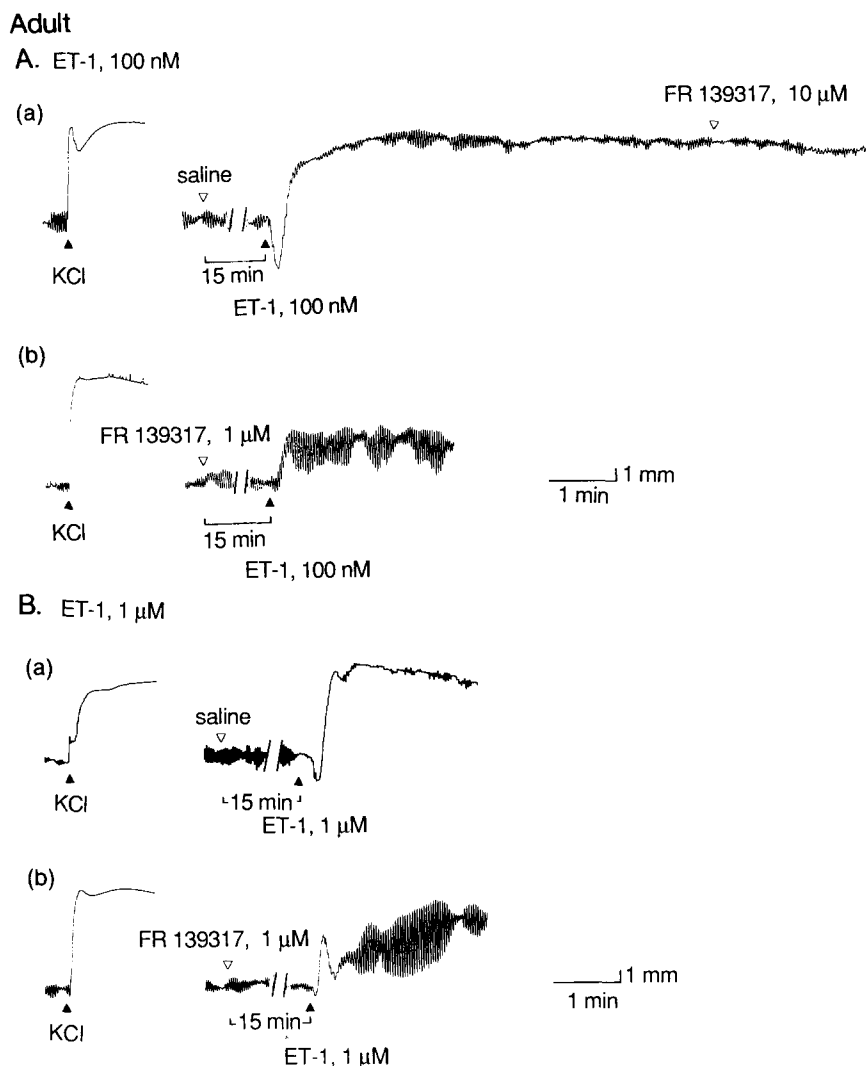 Adult
A. ET-1, 100 nM
(a)
FR 139317, 10 μM
saline
KCl
15 min
ET-1, 100 nM
(b)
FR 139317, 1 μM
1 mm
1 min
KCl
15 min
ET-1, 100 nM
B. ET-1, 1 μM
(a)
saline
KCl
15 min
ET-1, 1 μM
(b)
FR 139317, 1 μM
1 mm
1 min
KCl
15 min
ET-1, 1 μM